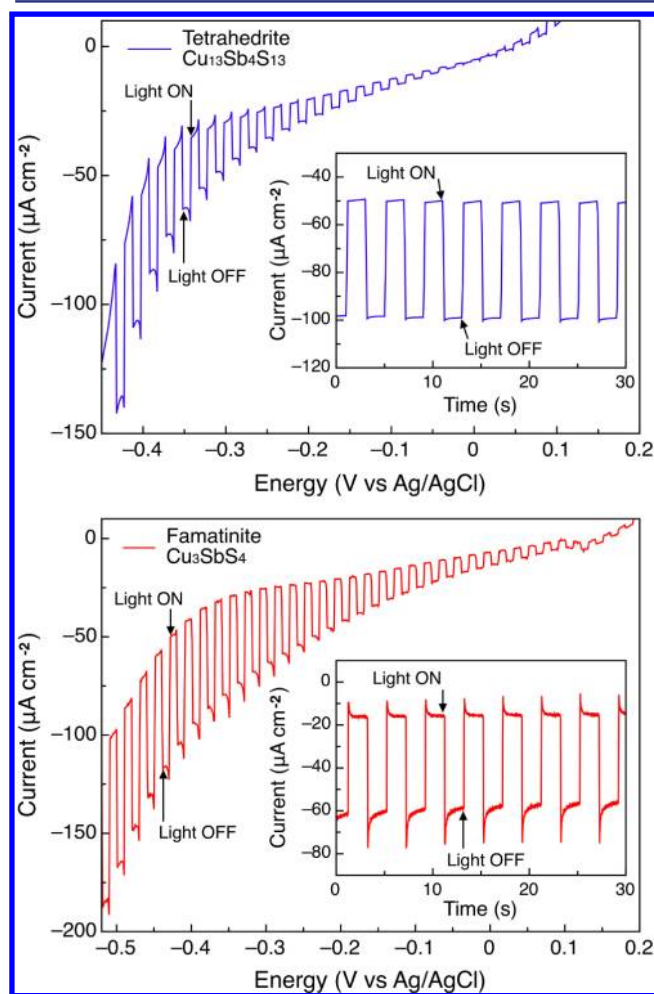 Tetrahedrite
Cu₁₃Sb₄S₁₃
Light ON
Light OFF
0
−50
−100
−150
Current (µA cm⁻²)
−0.4 −0.3 −0.2 −0.1 0 0.1 0.2
Energy (V vs Ag/AgCl)
Light ON
Light OFF
−40
−60
−80
−100
−120
Current (µA cm⁻²)
0 10 20 30
Time (s)
Famatinite
Cu₃SbS₄
Light ON
Light OFF
0
−50
−100
−150
−200
Current (µA cm⁻²)
−0.5 −0.4 −0.3 −0.2 −0.1 0 0.1 0.2
Energy (V vs Ag/AgCl)
Light ON
Light OFF
0
−20
−40
−60
−80
Current (µA cm⁻²)
0 10 20 30
Time (s)